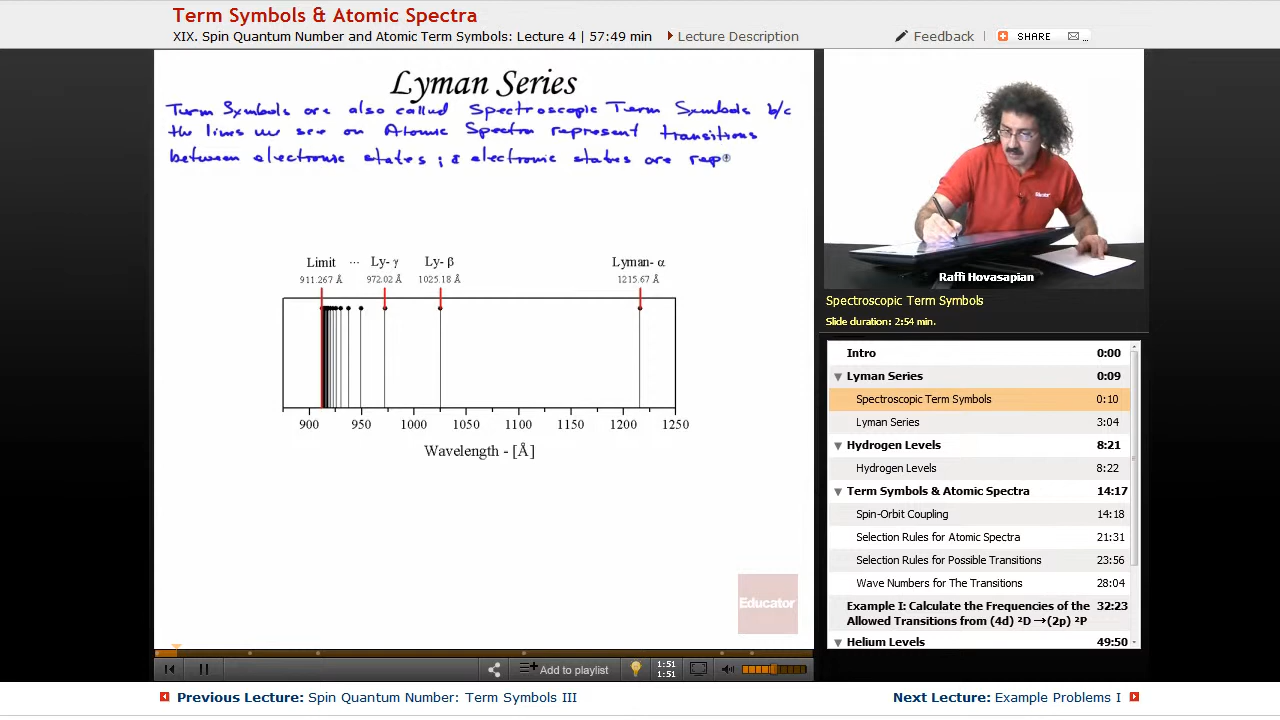 Term Symbols & Atomic Spectra
XIX. Spin Quantum Number and Atomic Term Symbols: Lecture 4 | 57:49 min
Lecture Description
Feedback
SHARE
Lyman Series
Term Symbols are also called Spectroscopic Term Symbols b/c
the lines we see on Atomic Spectra represent transitions
between electronic states ; & electronic states are rep
Limit ... Ly- γ Ly- β Lyman- α
911.267 Å 972.02 Å 1025.18 Å 1215.67 Å
900 950 1000 1050 1100 1150 1200 1250
Wavelength - [Å]
Educator
Raffi Hovasapian
Spectroscopic Term Symbols
Slide duration: 2:54 min.
Intro 0:00
Lyman Series 0:09
Spectroscopic Term Symbols 0:10
Lyman Series 3:04
Hydrogen Levels 8:21
Hydrogen Levels 8:22
Term Symbols & Atomic Spectra 14:17
Spin-Orbit Coupling 14:18
Selection Rules for Atomic Spectra 21:31
Selection Rules for Possible Transitions 23:56
Wave Numbers for The Transitions 28:04
Example I: Calculate the Frequencies of the 32:23
Allowed Transitions from (4d) ²D →(2p) ²P
Helium Levels 49:50
Add to playlist
1:51
1:51
Previous Lecture: Spin Quantum Number: Term Symbols III
Next Lecture: Example Problems I